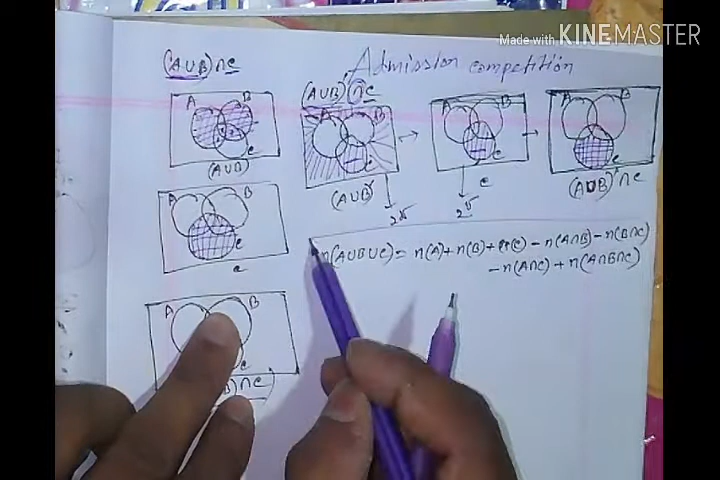 Made with KINEMASTER
(A∪B)∩C
Admission competition
(A∪B)'∩C
A B C
(A∪B)
A B C
(A∪B)'
A B
C
A B
(A∪B)'∩C
A B C
C
n(A∪B∪C) = n(A) + n(B) + n(C) - n(A∩B) - n(B∩C)
- n(A∩C) + n(A∩B∩C)
A B
C
)∩C